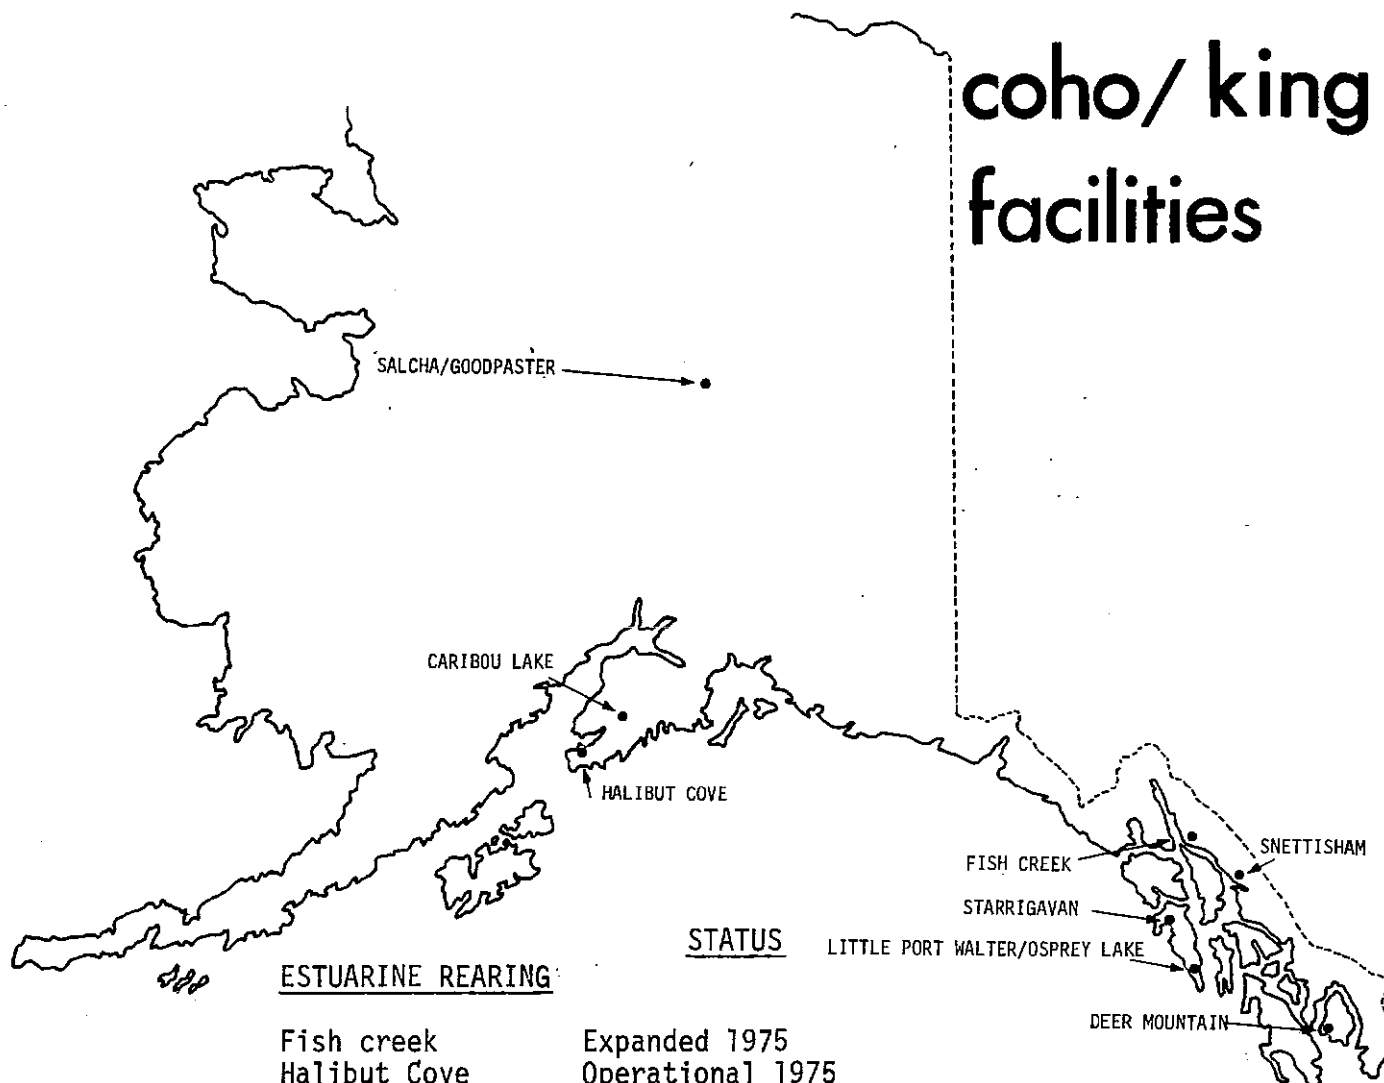 coho/ king
facilities
SALCHA/GOODPASTER
CARIBOU LAKE
HALIBUT COVE
FISH CREEK
SNETTISHAM
STARRIGAVAN
LITTLE PORT WALTER/OSPREY LAKE
DEER MOUNTAIN
STATUS
ESTUARINE REARING
Fish creek Expanded 1975
Halibut Cove Operational 1975